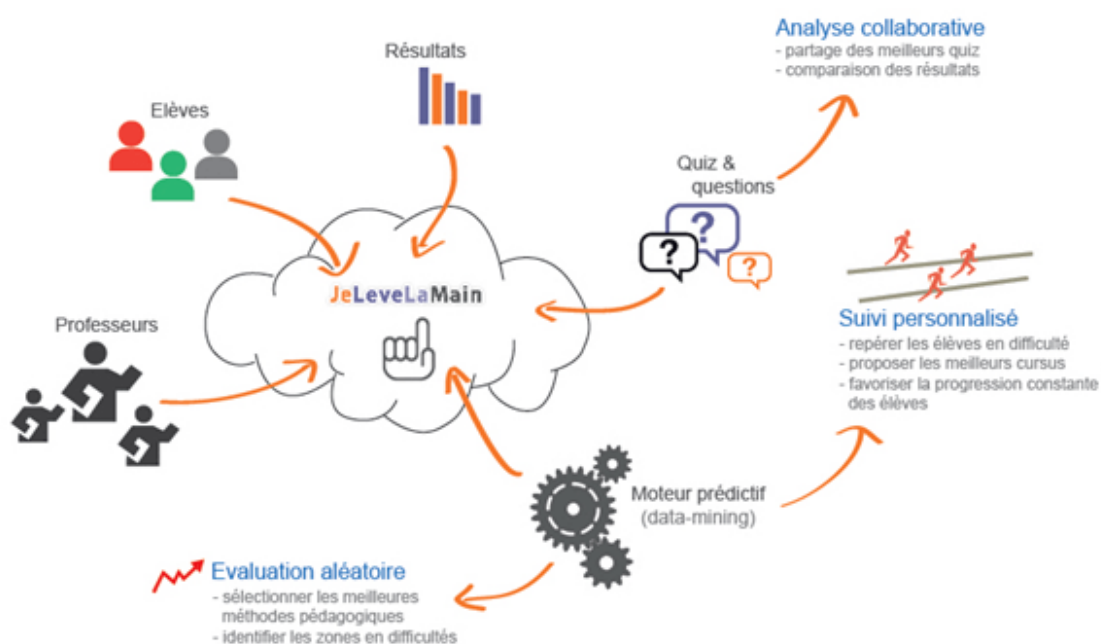 Analyse collaborative
- partage des meilleurs quiz
- comparaison des résultats
Résultats
Elèves
Quiz &
questions
?
?
?
JeLeveLaMain
Professeurs
Suivi personnalisé
- repérer les élèves en difficulté
- proposer les meilleurs cursus
- favoriser la progression constante
des élèves
Moteur prédictif
(data-mining)
Evaluation aléatoire
- sélectionner les meilleures
méthodes pédagogiques
- identifier les zones en difficultés